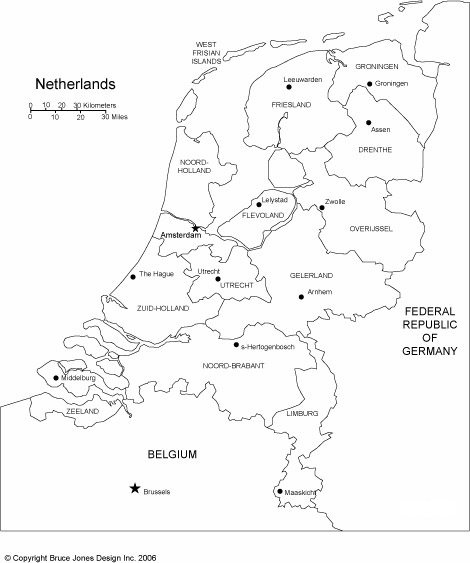 WEST
FRISIAN
ISLANDS
GRONINGEN
Netherlands
Leeuwarden
Groningen
0 10 20 30 Kilometers
0 10 20 30 Miles
FRIESLAND
Assen
DRENTHE
NOORD-
HOLLAND
Lelystad
Zwolle
FLEVOLAND
OVERIJSSEL
Amsterdam
The Hague
Utrecht
UTRECHT
GELERLAND
Arnhem
ZUID-HOLLAND
FEDERAL
REPUBLIC
OF
GERMANY
s-Hertogenbosch
NOORD-BRABANT
Middelburg
ZEELAND
LIMBURG
BELGIUM
Brussels
Maaskicht
© Copyright Bruce Jones Design Inc. 2006